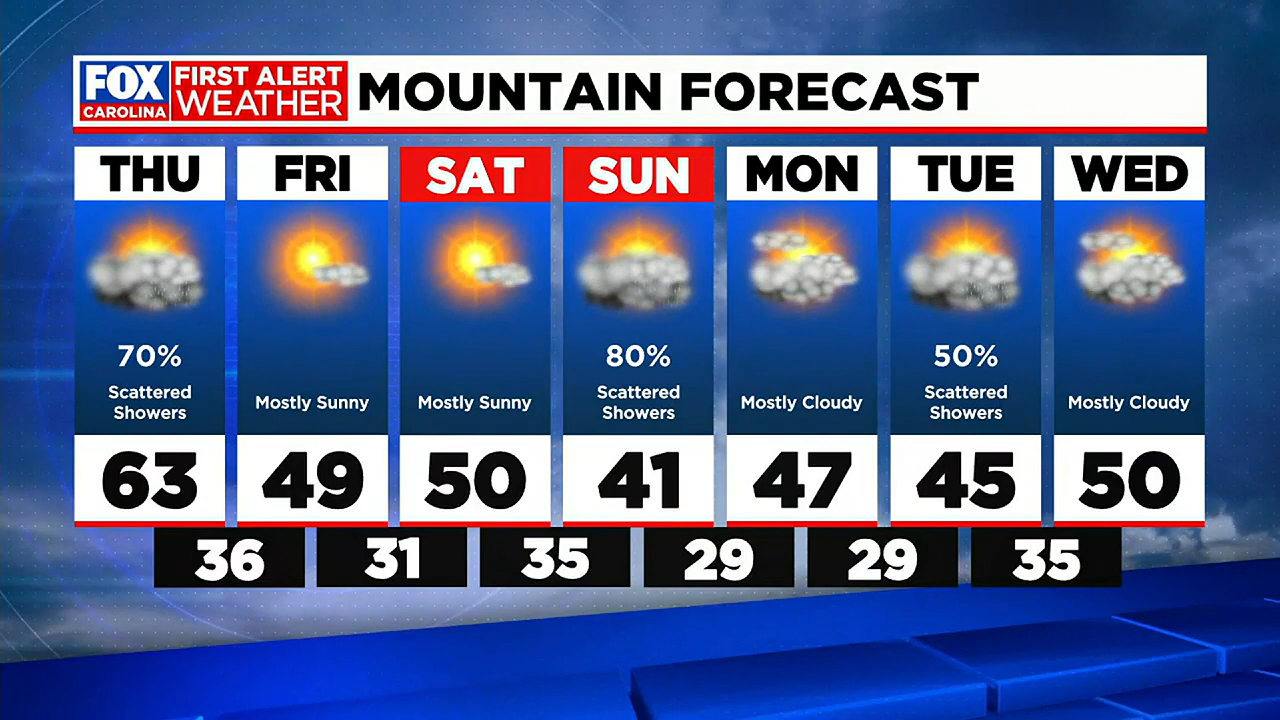 FOX
CAROLINA
FIRST ALERT
WEATHER
MOUNTAIN FORECAST
THU
FRI
SAT
SUN
MON
TUE
WED
70%
Scattered
Showers
Mostly Sunny
Mostly Sunny
80%
Scattered
Showers
Mostly Cloudy
50%
Scattered
Showers
Mostly Cloudy
63
49
50
41
47
45
50
36
31
35
29
29
35